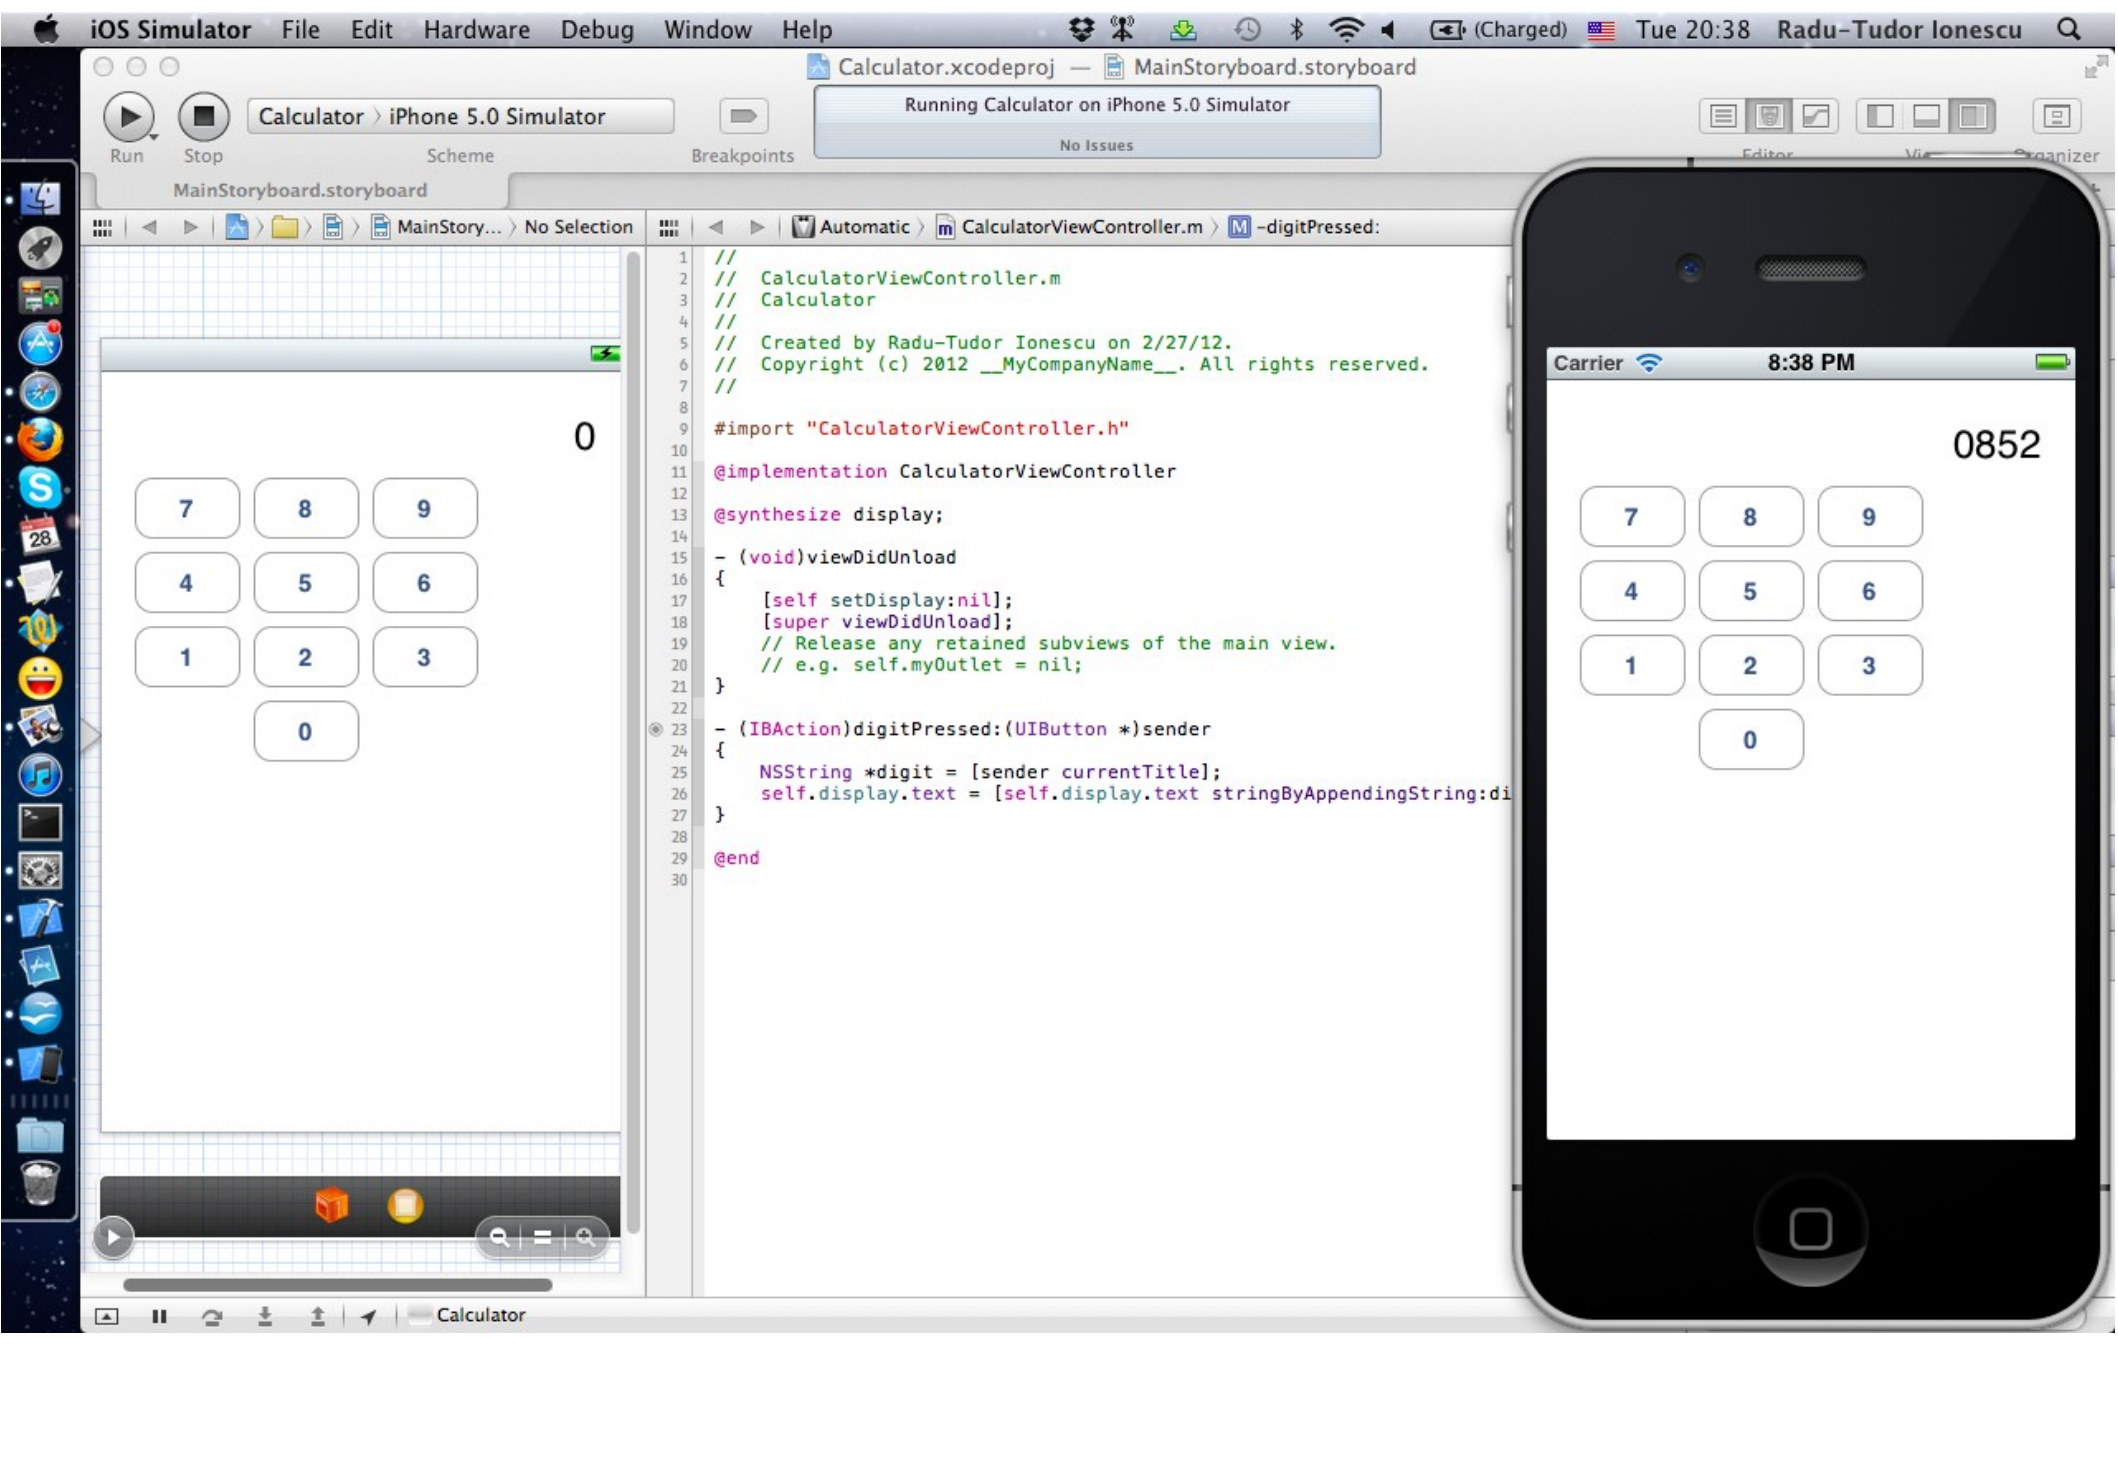 iOS Simulator File Edit Hardware Debug Window Help (Charged) Tue 20:38 Radu-Tudor Ionescu
Calculator.xcodeproj — MainStoryboard.storyboard
Calculator 〉 iPhone 5.0 Simulator
Running Calculator on iPhone 5.0 Simulator
No Issues
Run Stop Scheme Breakpoints
MainStoryboard.storyboard
MainStory... 〉 No Selection
Automatic 〉 CalculatorViewController.m 〉 M -digitPressed:
28
0
7 8 9
4 5 6
1 2 3
0
1 //
2 //  CalculatorViewController.m
3 //  Calculator
4 //
5 //  Created by Radu-Tudor Ionescu on 2/27/12.
6 //  Copyright (c) 2012 __MyCompanyName__. All rights reserved.
7 //
8
9 #import "CalculatorViewController.h"
10
11 @implementation CalculatorViewController
12
13 @synthesize display;
14
15 - (void)viewDidUnload
16 {
17     [self setDisplay:nil];
18     [super viewDidUnload];
19     // Release any retained subviews of the main view.
20     // e.g. self.myOutlet = nil;
21 }
22
23 - (IBAction)digitPressed:(UIButton *)sender
24 {
25     NSString *digit = [sender currentTitle];
26     self.display.text = [self.display.text stringByAppendingString:di
27 }
28
29 @end
30
Carrier 8:38 PM
0852
7 8 9
4 5 6
1 2 3
0
Calculator